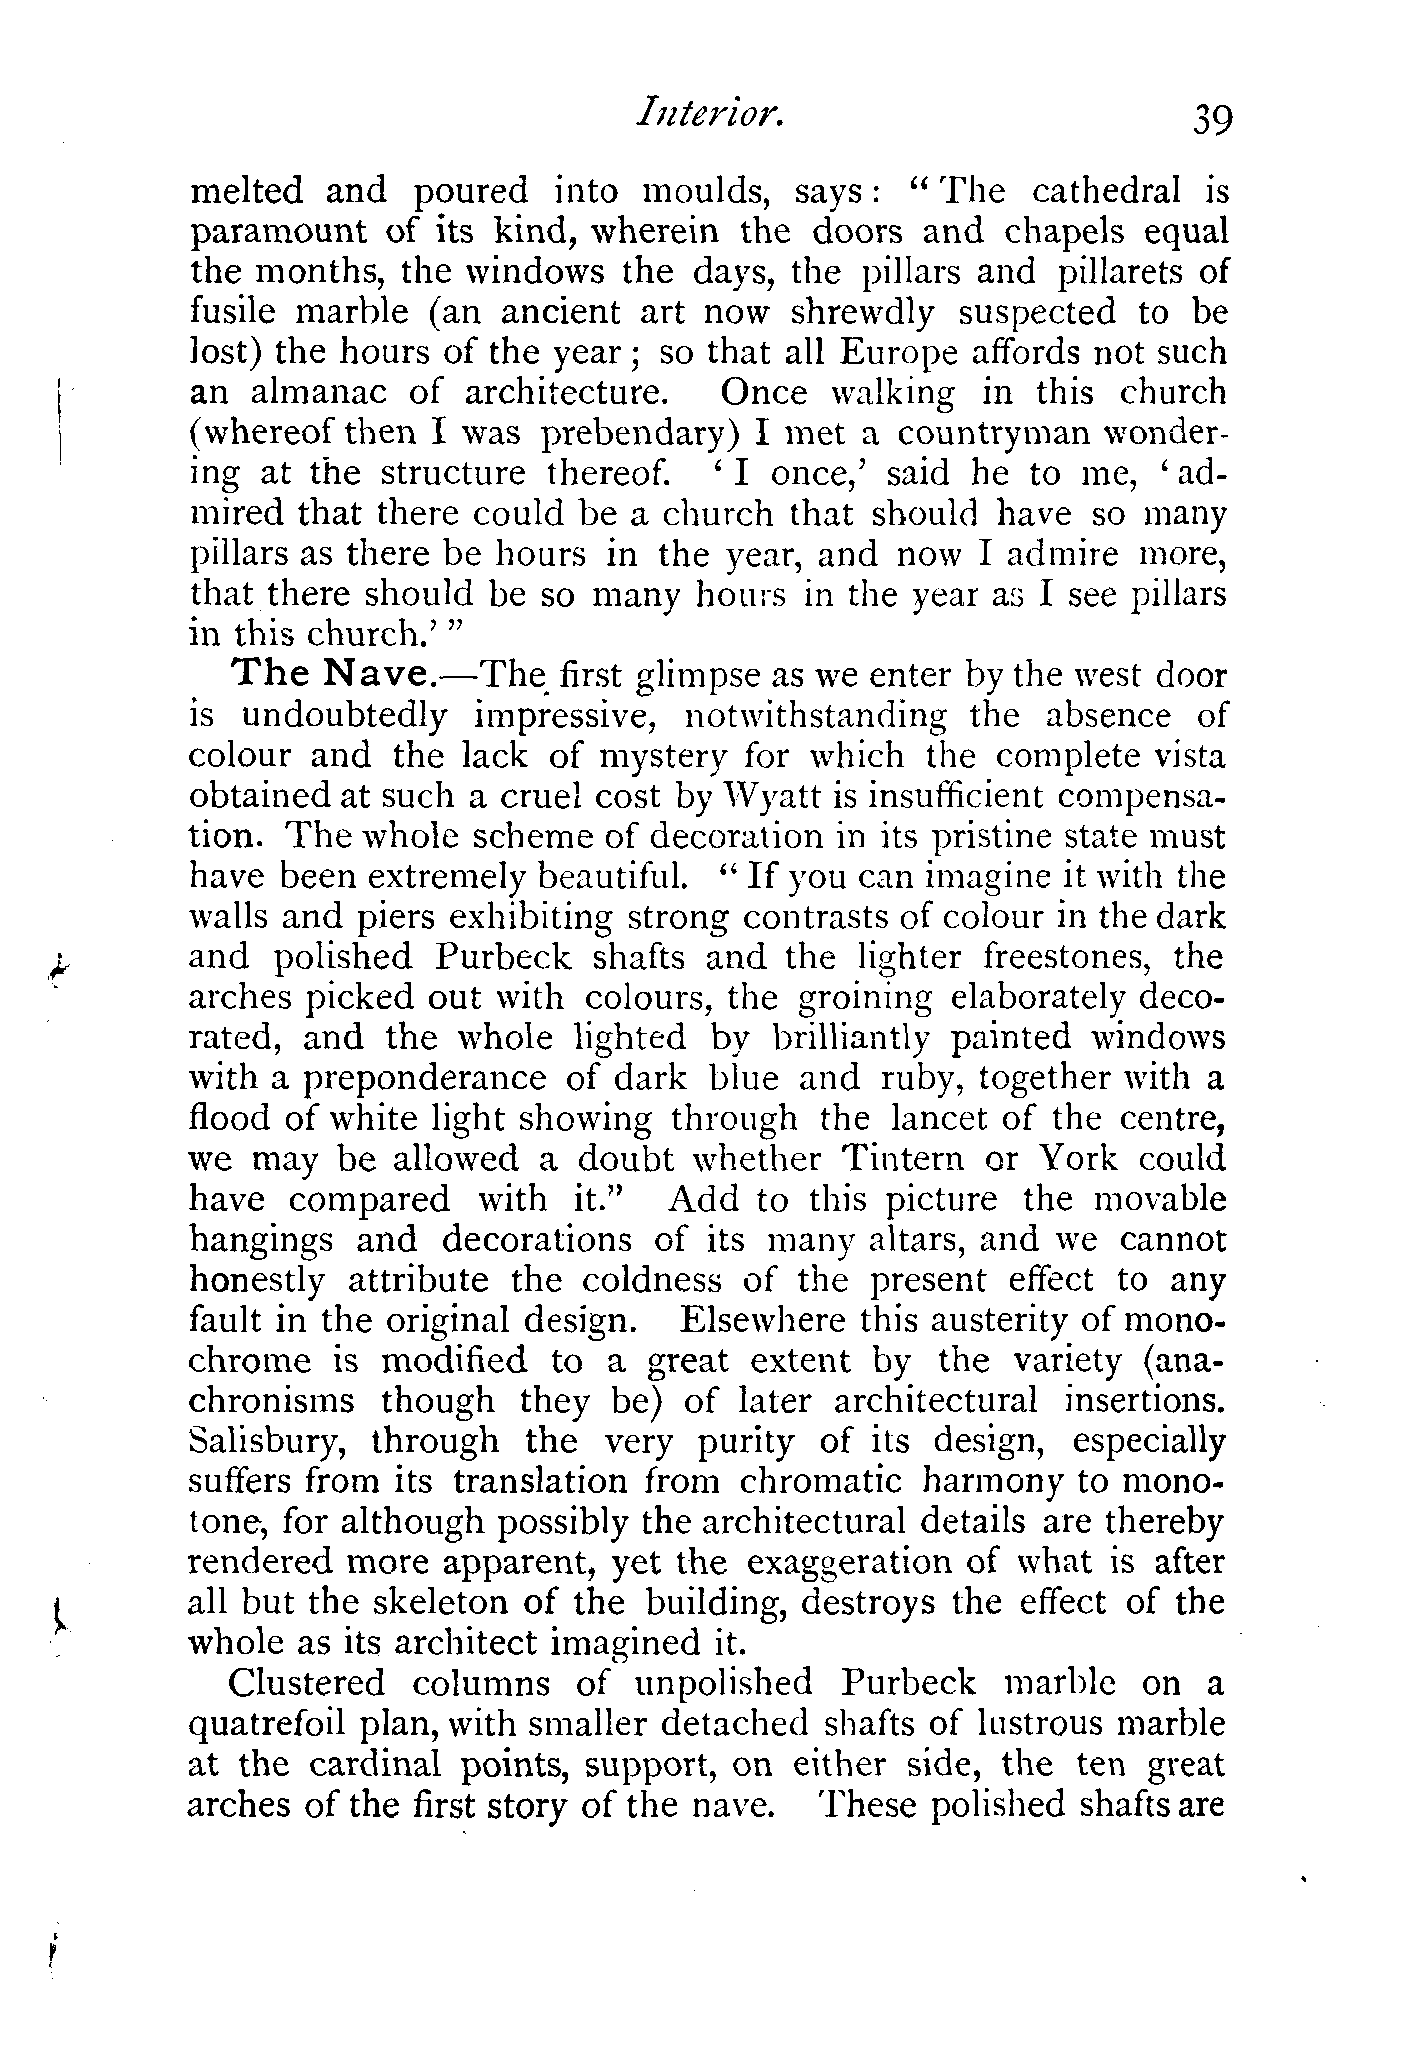 Interior. 39
melted and poured into moulds, says: “ The cathedral is
paramount of its kind, wherein the doors and chapels equal
the months, the windows the days, the pillars and pillarets of
fusile marble (an ancient art now shrewdly suspected to be
lost) the hours of the year; so that all Europe affords not such
an almanac of architecture. Once walking in this church
(whereof then I was prebendary) I met a countryman wonder-
ing at the structure thereof. ‘ I once,’ said he to me, ‘ ad-
mired that there could be a church that should have so many
pillars as there be hours in the year, and now I admire more,
that there should be so many hours in the year as I see pillars
in this church.’ ”
The Nave.—The first glimpse as we enter by the west door
is undoubtedly impressive, notwithstanding the absence of
colour and the lack of mystery for which the complete vista
obtained at such a cruel cost by Wyatt is insufficient compensa-
tion. The whole scheme of decoration in its pristine state must
have been extremely beautiful. “ If you can imagine it with the
walls and piers exhibiting strong contrasts of colour in the dark
and polished Purbeck shafts and the lighter freestones, the
arches picked out with colours, the groining elaborately deco-
rated, and the whole lighted by brilliantly painted windows
with a preponderance of dark blue and ruby, together with a
flood of white light showing through the lancet of the centre,
we may be allowed a doubt whether Tintern or York could
have compared with it.” Add to this picture the movable
hangings and decorations of its many altars, and we cannot
honestly attribute the coldness of the present effect to any
fault in the original design. Elsewhere this austerity of mono-
chrome is modified to a great extent by the variety (ana-
chronisms though they be) of later architectural insertions.
Salisbury, through the very purity of its design, especially
suffers from its translation from chromatic harmony to mono-
tone, for although possibly the architectural details are thereby
rendered more apparent, yet the exaggeration of what is after
all but the skeleton of the building, destroys the effect of the
whole as its architect imagined it.
Clustered columns of unpolished Purbeck marble on a
quatrefoil plan, with smaller detached shafts of lustrous marble
at the cardinal points, support, on either side, the ten great
arches of the first story of the nave. These polished shafts are